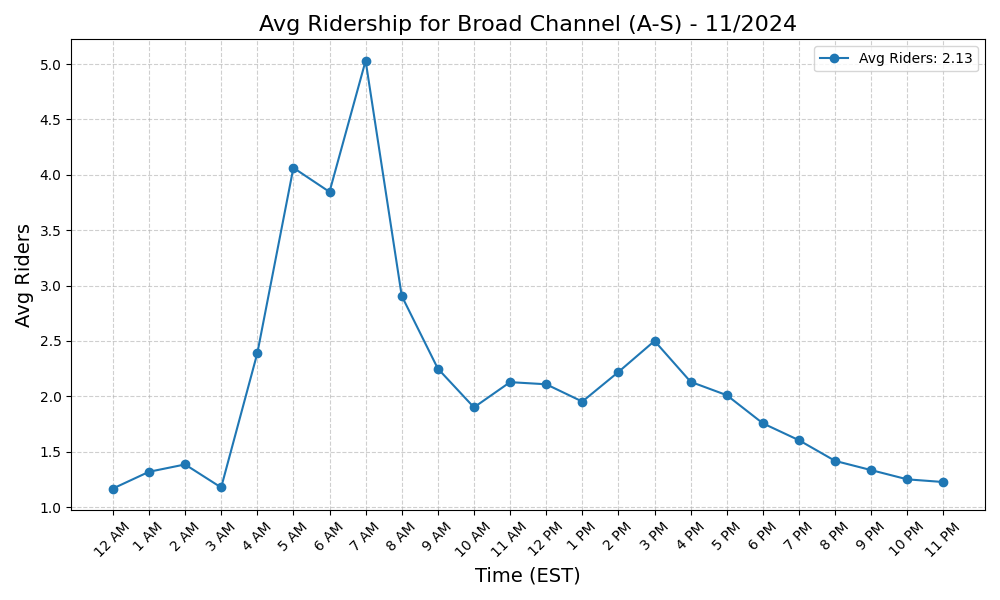 Avg Ridership for Broad Channel (A-S) - 11/2024
Avg Riders: 2.13
Avg Riders
5.0
4.5
4.0
3.5
3.0
2.5
2.0
1.5
1.0
12 AM
1 AM
2 AM
3 AM
4 AM
5 AM
6 AM
7 AM
8 AM
9 AM
10 AM
11 AM
12 PM
1 PM
2 PM
3 PM
4 PM
5 PM
6 PM
7 PM
8 PM
9 PM
10 PM
11 PM
Time (EST)